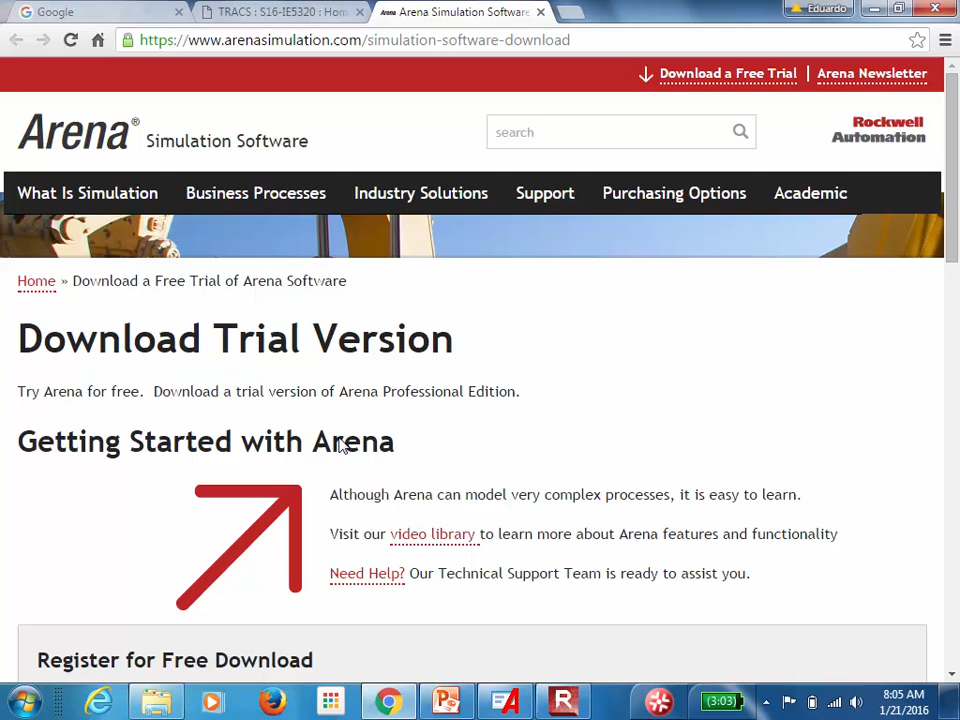 Google
TRACS : S16-IE5320 : Hom
Arena Simulation Software
Eduardo
https://www.arenasimulation.com/simulation-software-download
Download a Free Trial | Arena Newsletter
Arena® Simulation Software
search
Rockwell
Automation
What Is Simulation Business Processes Industry Solutions Support Purchasing Options Academic
Home » Download a Free Trial of Arena Software
Download Trial Version
Try Arena for free. Download a trial version of Arena Professional Edition.
Getting Started with Arena
Although Arena can model very complex processes, it is easy to learn.
Visit our video library to learn more about Arena features and functionality
Need Help? Our Technical Support Team is ready to assist you.
Register for Free Download
(3:03)
8:05 AM
1/21/2016